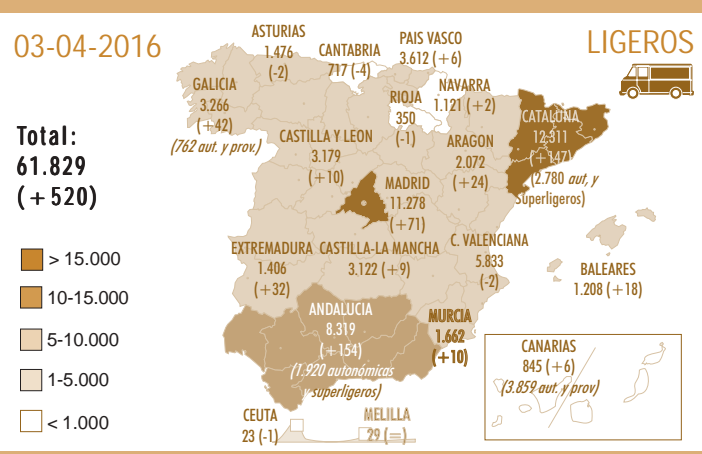 03-04-2016
LIGEROS
ASTURIAS
1.476
(-2)
CANTABRIA
717 (-4)
PAIS VASCO
3.612 (+6)
GALICIA
3.266
(+42)
(762 aut. y prov.)
RIOJA
350
(-1)
NAVARRA
1.121 (+2)
CATALUÑA
12.311
(+147)
(2.780 aut, y
Superligeros)
Total:
61.829
(+520)
CASTILLA Y LEON
3.179
(+10)
ARAGON
2.072
(+24)
MADRID
11.278
(+71)
EXTREMADURA
1.406
(+32)
CASTILLA-LA MANCHA
3.122 (+9)
C. VALENCIANA
5.833
(-2)
BALEARES
1.208 (+18)
> 15.000
10-15.000
5-10.000
1-5.000
< 1.000
ANDALUCIA
8.319
(+154)
(1.920 autonómicas
y superligeros)
MURCIA
1.662
(+10)
CANARIAS
845 (+6)
(3.859 aut. y prov)
CEUTA
23 (-1)
MELILLA
29 (=)